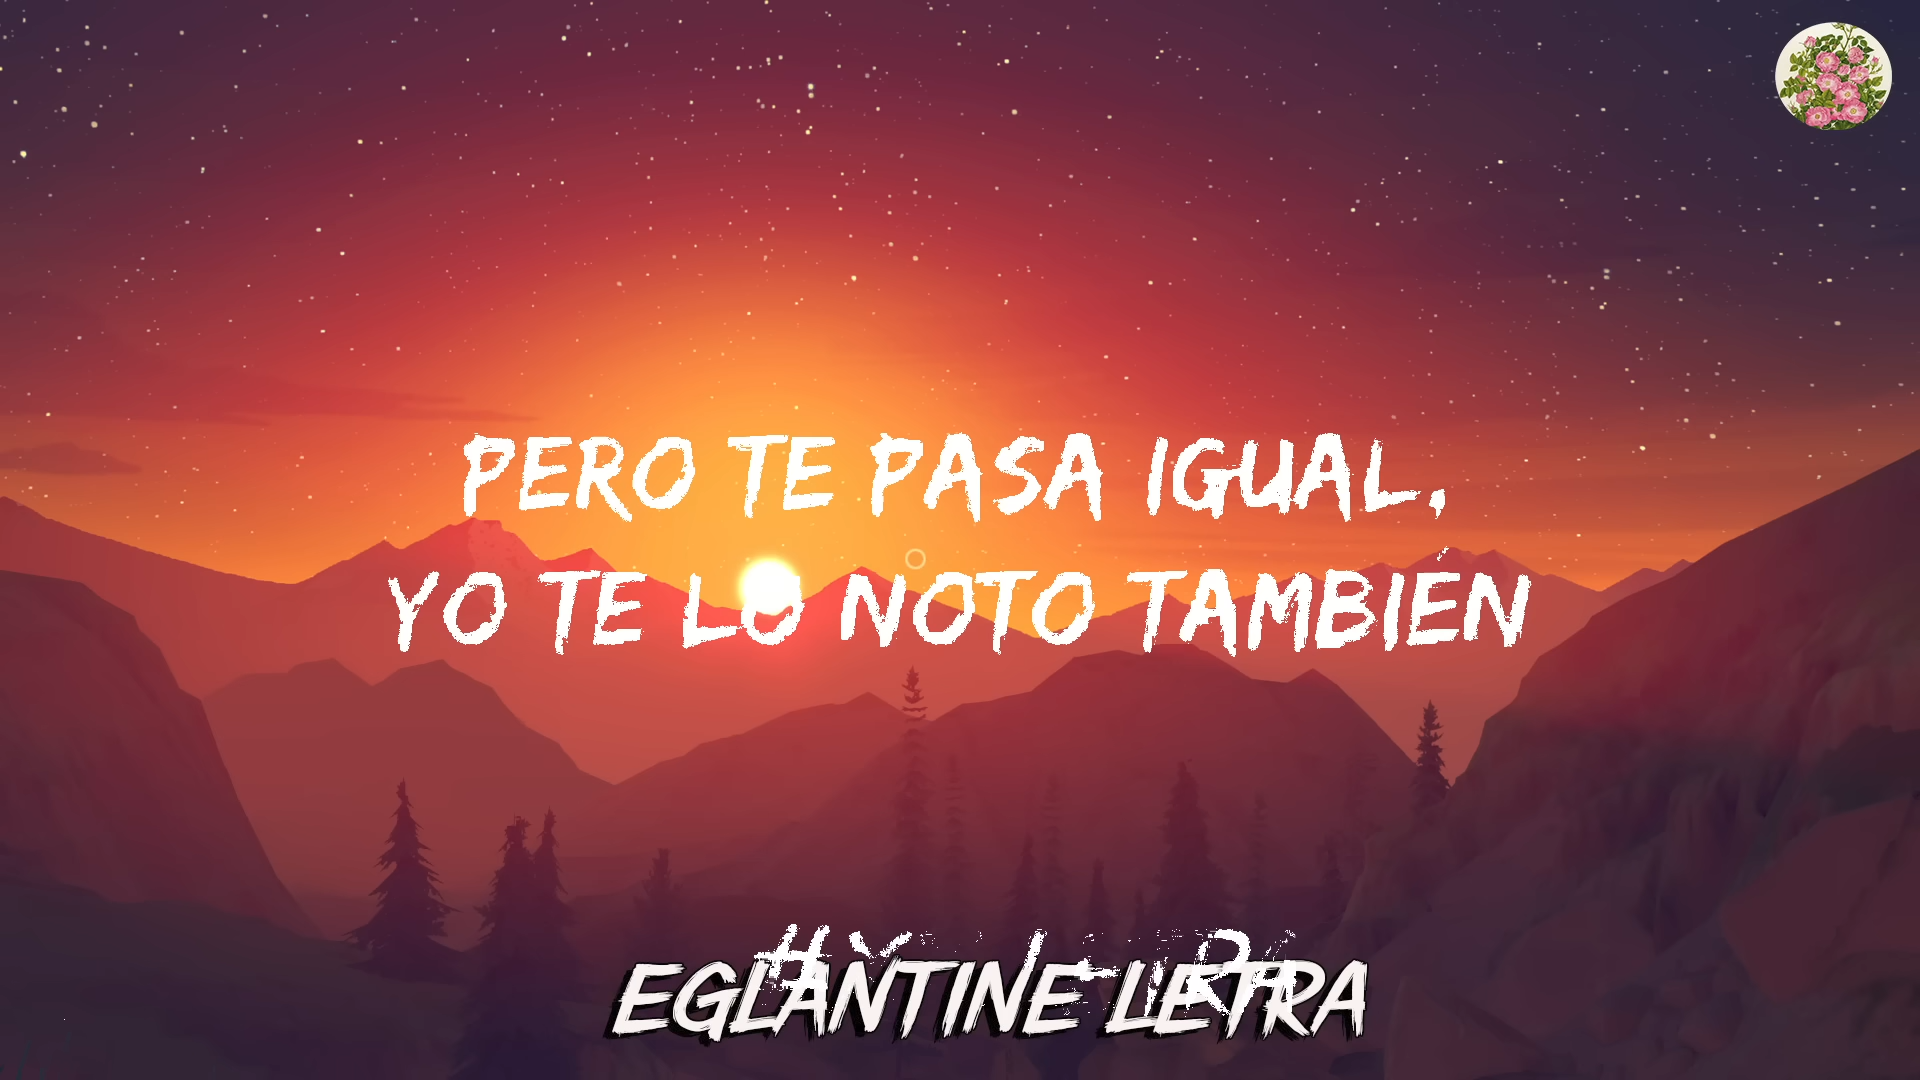 PERO TE PASA IGUAL,
YO TE LO NOTO TAMBIÉN
EGLANTINE LETRA